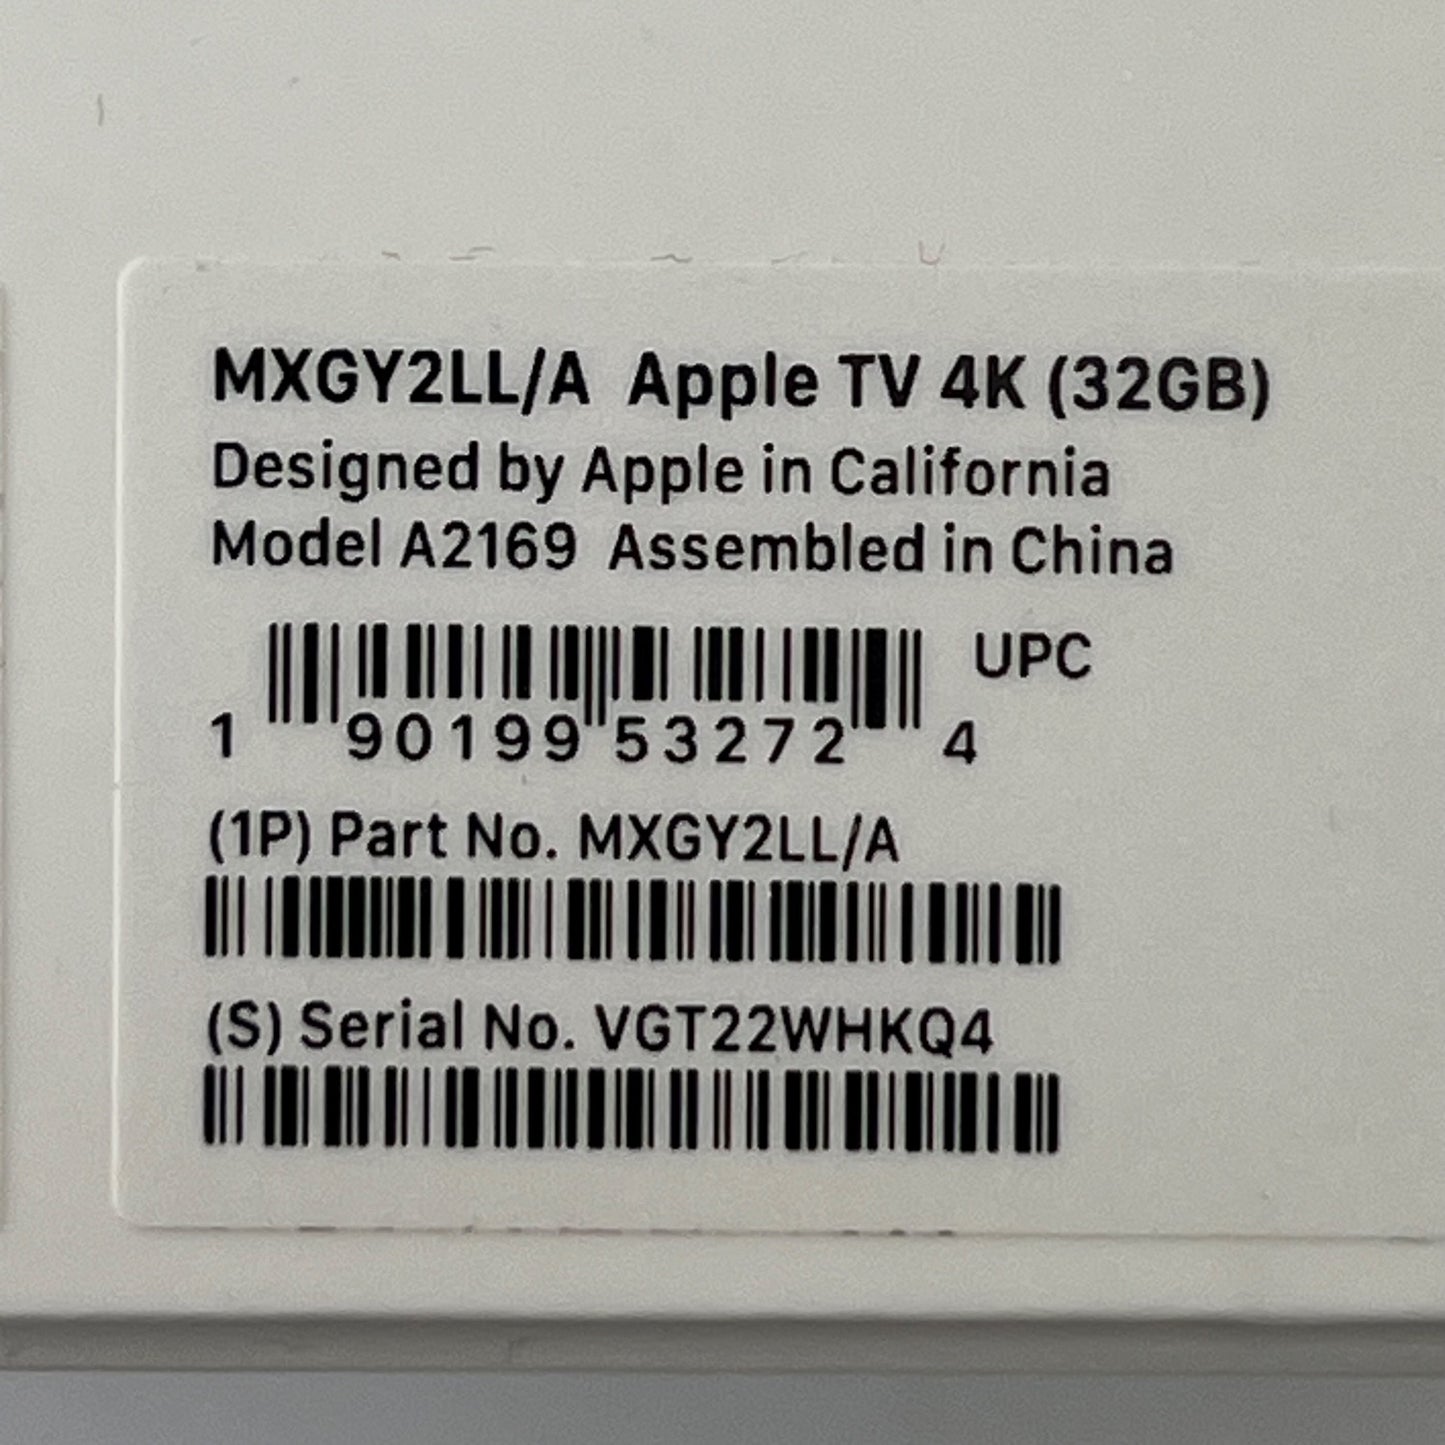 MXGY2LL/A Apple TV 4K (32GB)
Designed by Apple in California
Model A2169 Assembled in China
UPC
1 90199 53272 4
(1P) Part No. MXGY2LL/A
(S) Serial No. VGT22WHKQ4